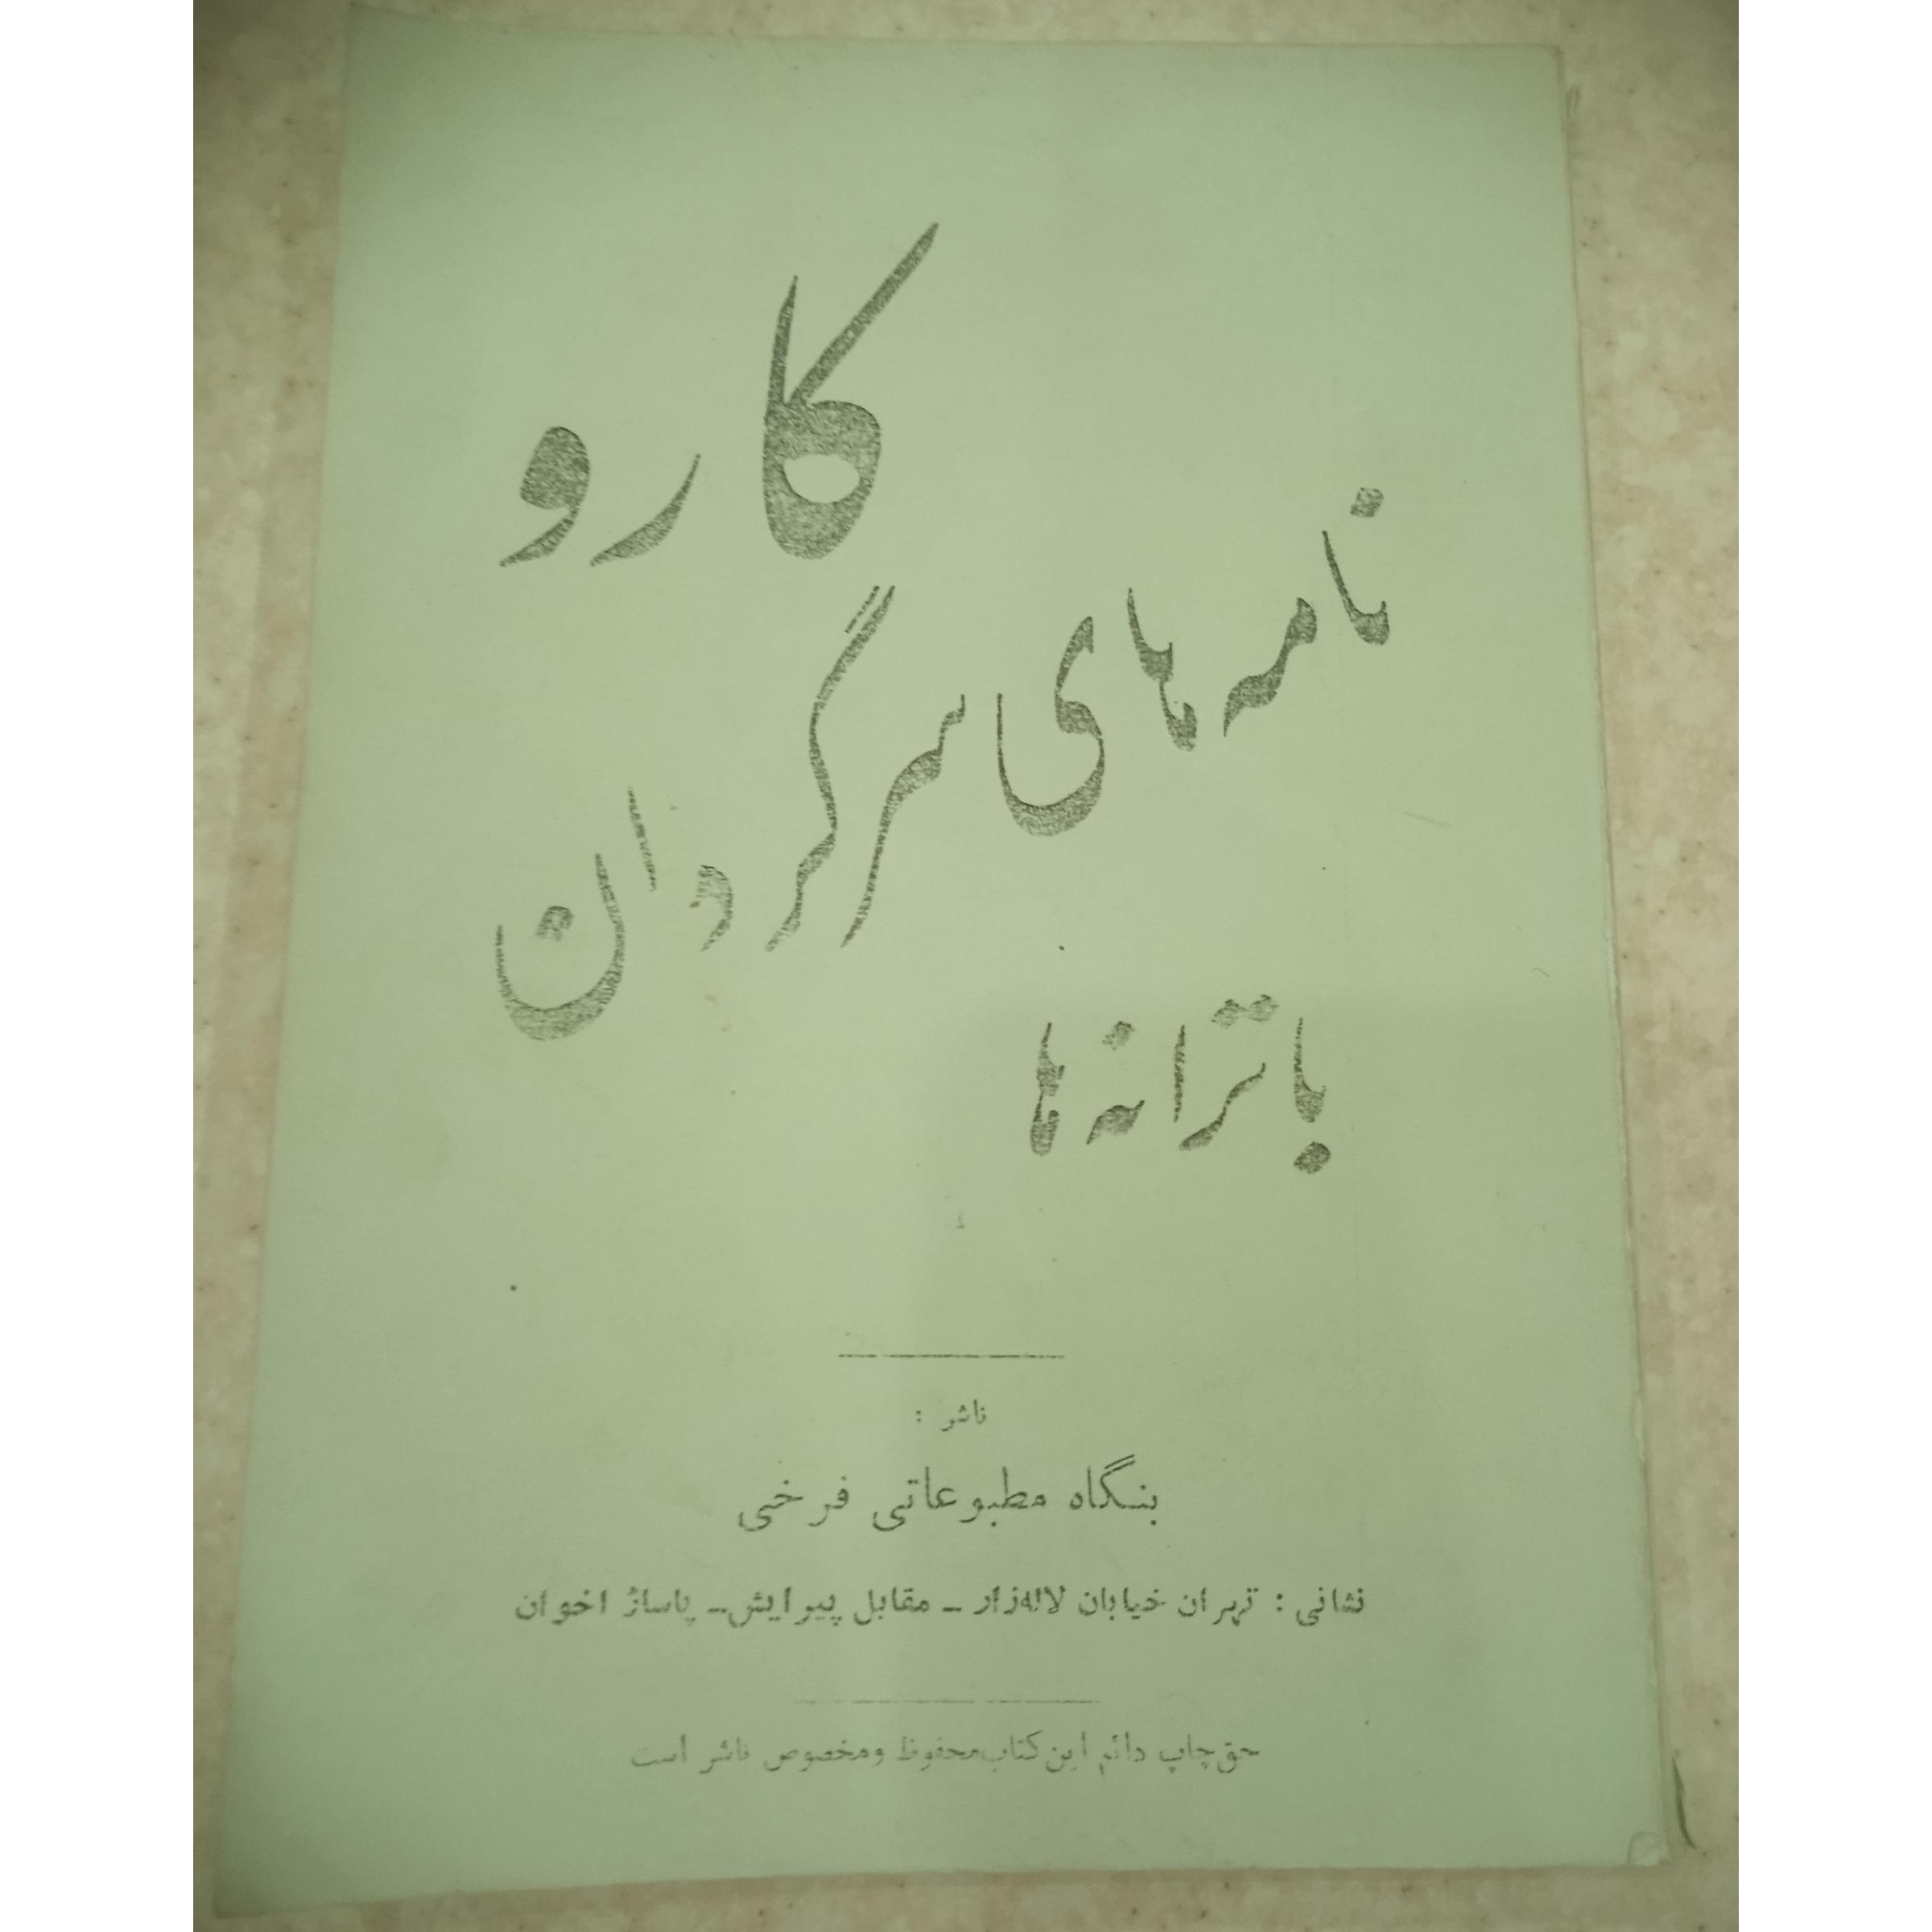 کارو
نامه های سرگردان
با ترانه ها
ناشر :
بنگاه مطبوعاتی فرخی
نشانی : تهران خیابان لاله‌زار ـ مقابل پیرایش ـ پاساژ اخوان
حق چاپ دائم این کتاب محفوظ و مخصوص ناشر است